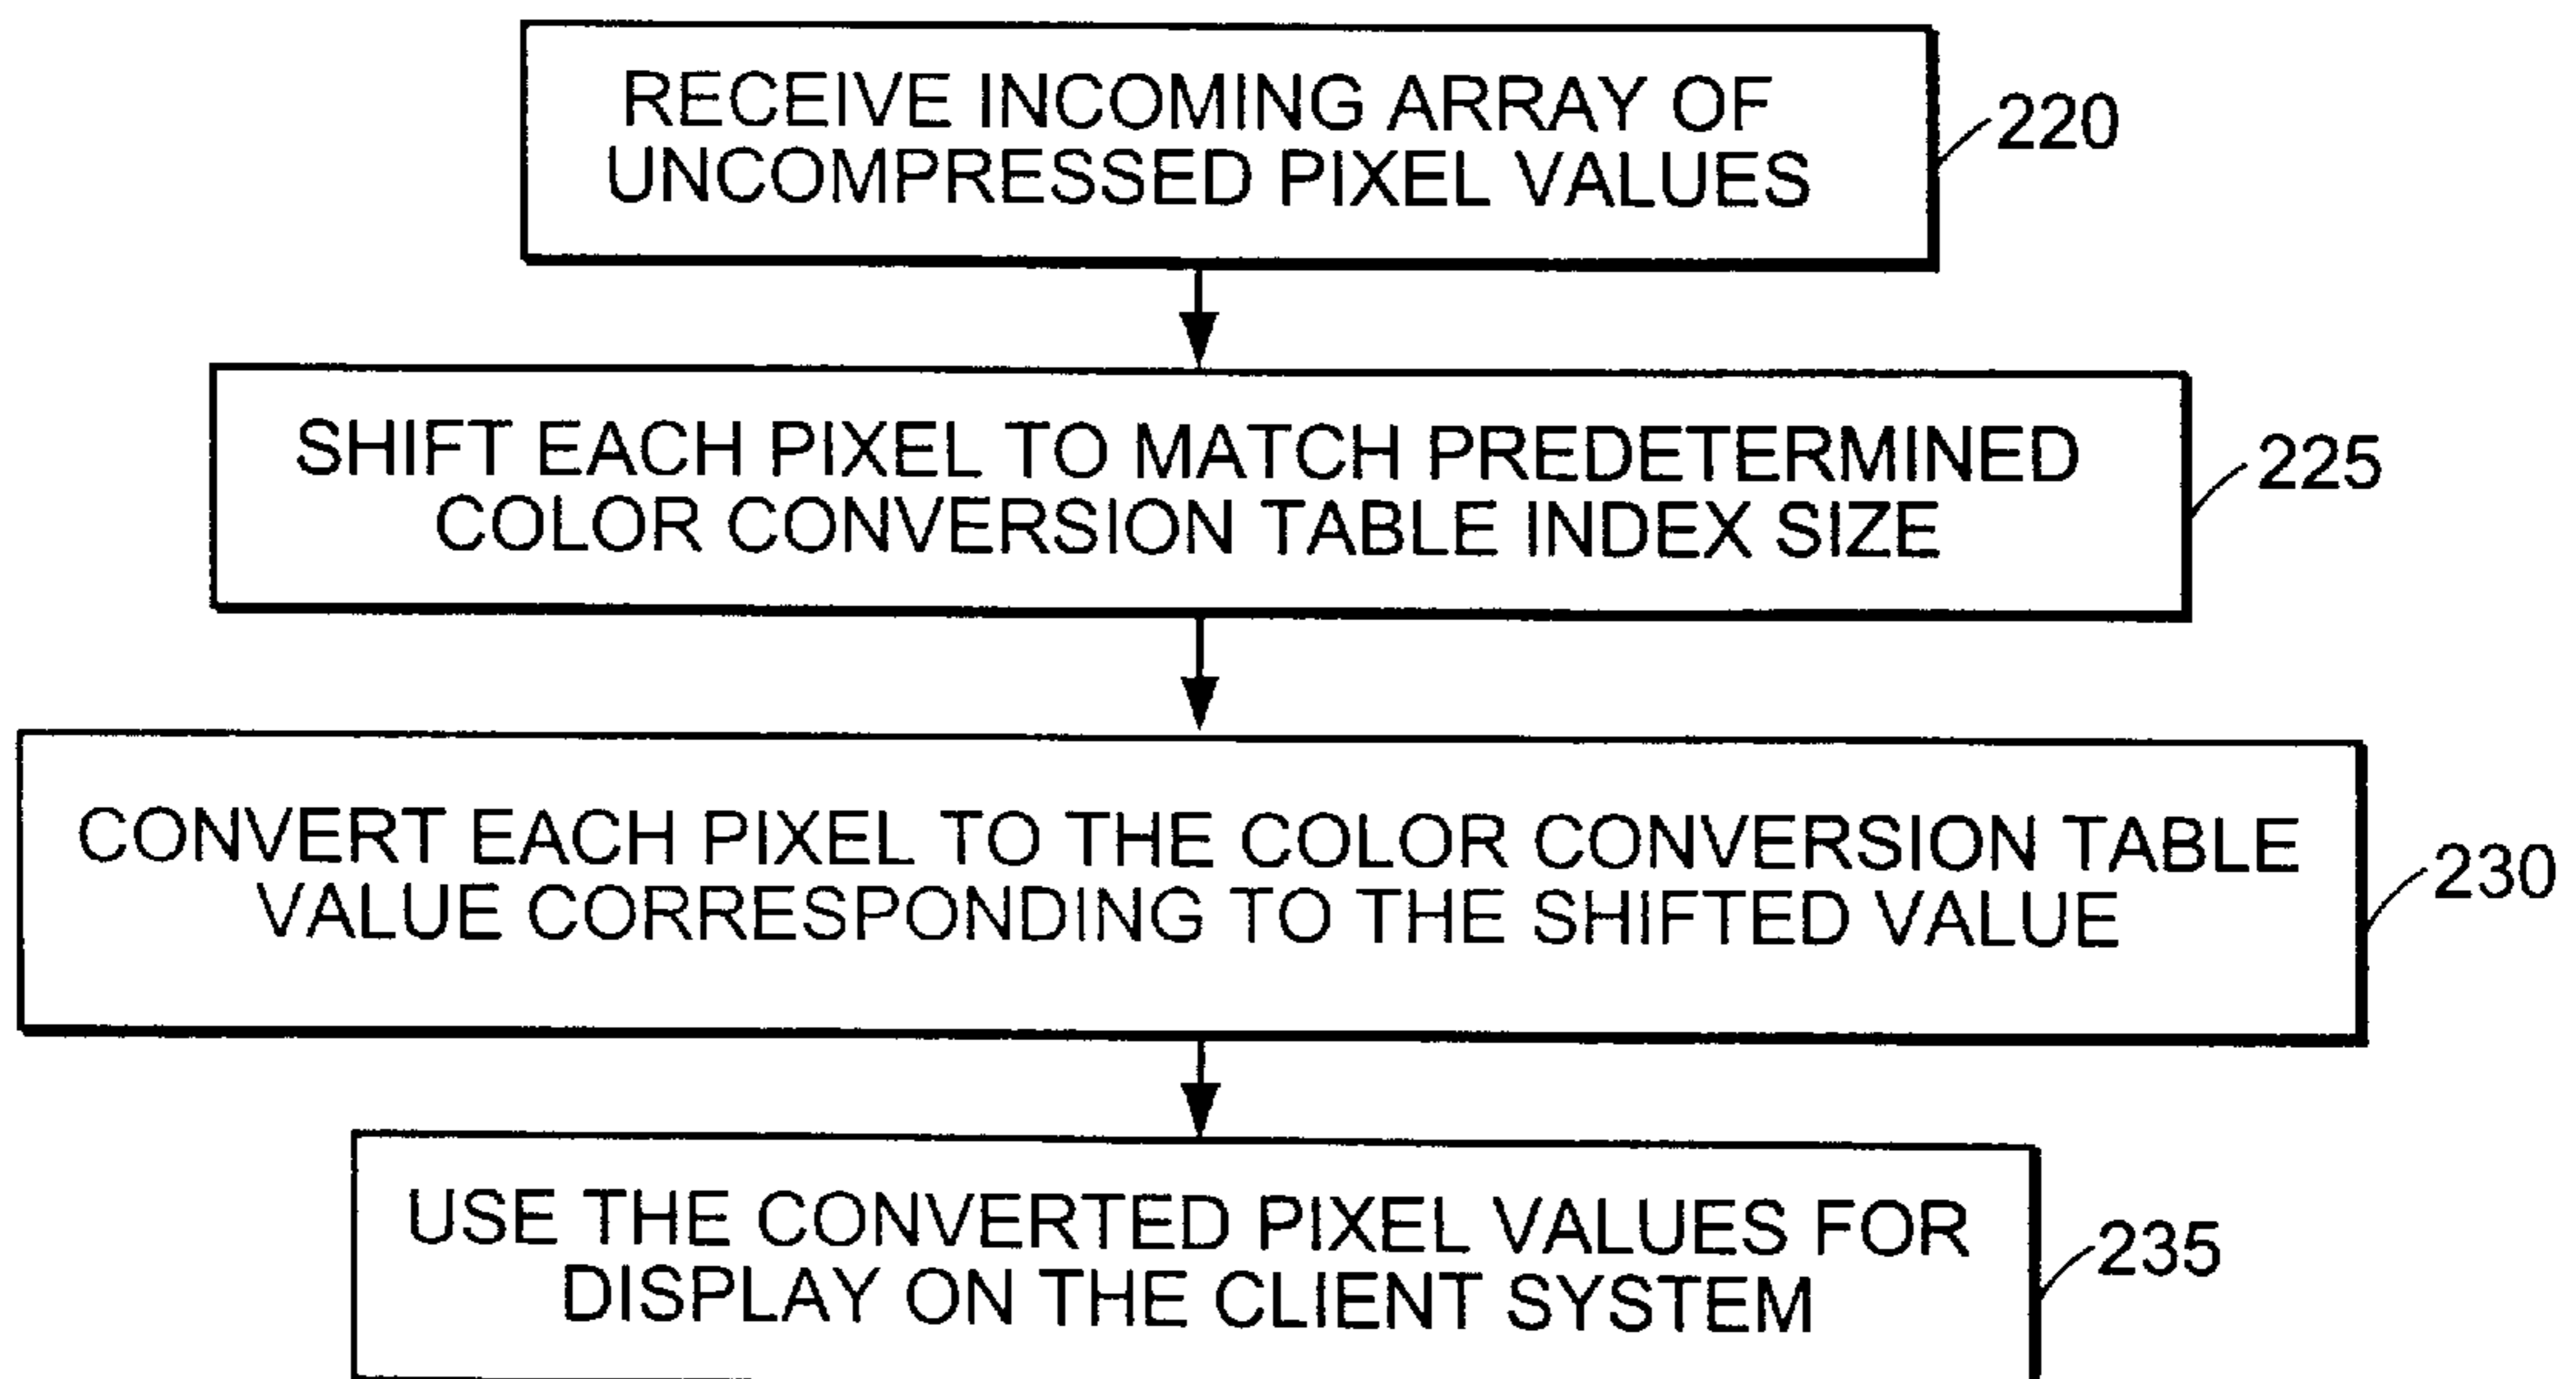 RECEIVE INCOMING ARRAY OF
UNCOMPRESSED PIXEL VALUES
220
SHIFT EACH PIXEL TO MATCH PREDETERMINED
COLOR CONVERSION TABLE INDEX SIZE
225
CONVERT EACH PIXEL TO THE COLOR CONVERSION TABLE
VALUE CORRESPONDING TO THE SHIFTED VALUE
230
USE THE CONVERTED PIXEL VALUES FOR
DISPLAY ON THE CLIENT SYSTEM
235